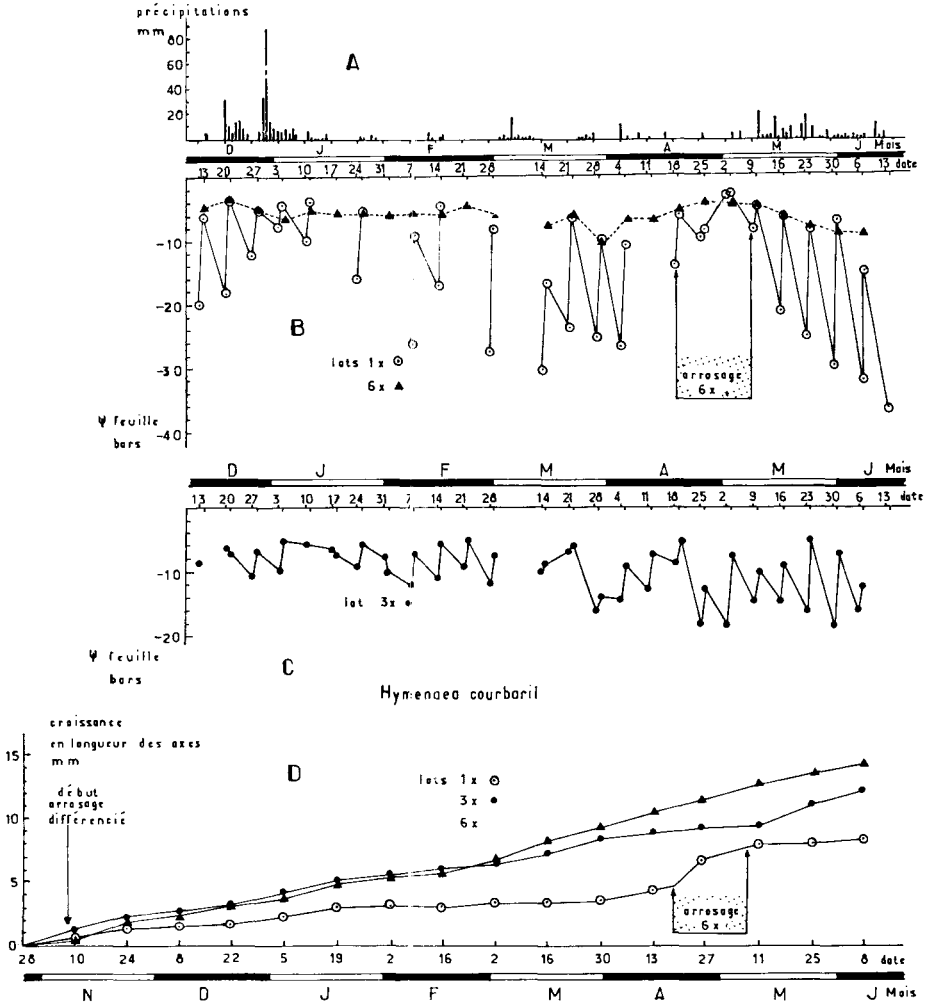 précipitations
mm
80
60
40
20
A
D J F M A M J Mois
13 20 27 3 10 17 24 31 7 14 21 28 14 21 28 4 11 18 25 2 9 16 23 30 6 13 date
-10
-20
-30
-40
B
lots 1x
6x
arrosage
6x
Ψ feuille
bars
D J F M A M J Mois
13 20 27 3 10 17 24 31 7 14 21 28 14 21 28 4 11 18 25 2 9 16 23 30 6 13 date
-10
-20
lot 3x
Ψ feuille
bars
C
Hymenaea courbaril
croissance
en longueur des axes
mm
15
10
5
0
D
début
arrosage
différencié
lots 1x
3x
6x
arrosage
6x
28 10 24 8 22 5 19 2 16 2 16 30 13 27 11 25 8 date
N D J F M A M J Mois